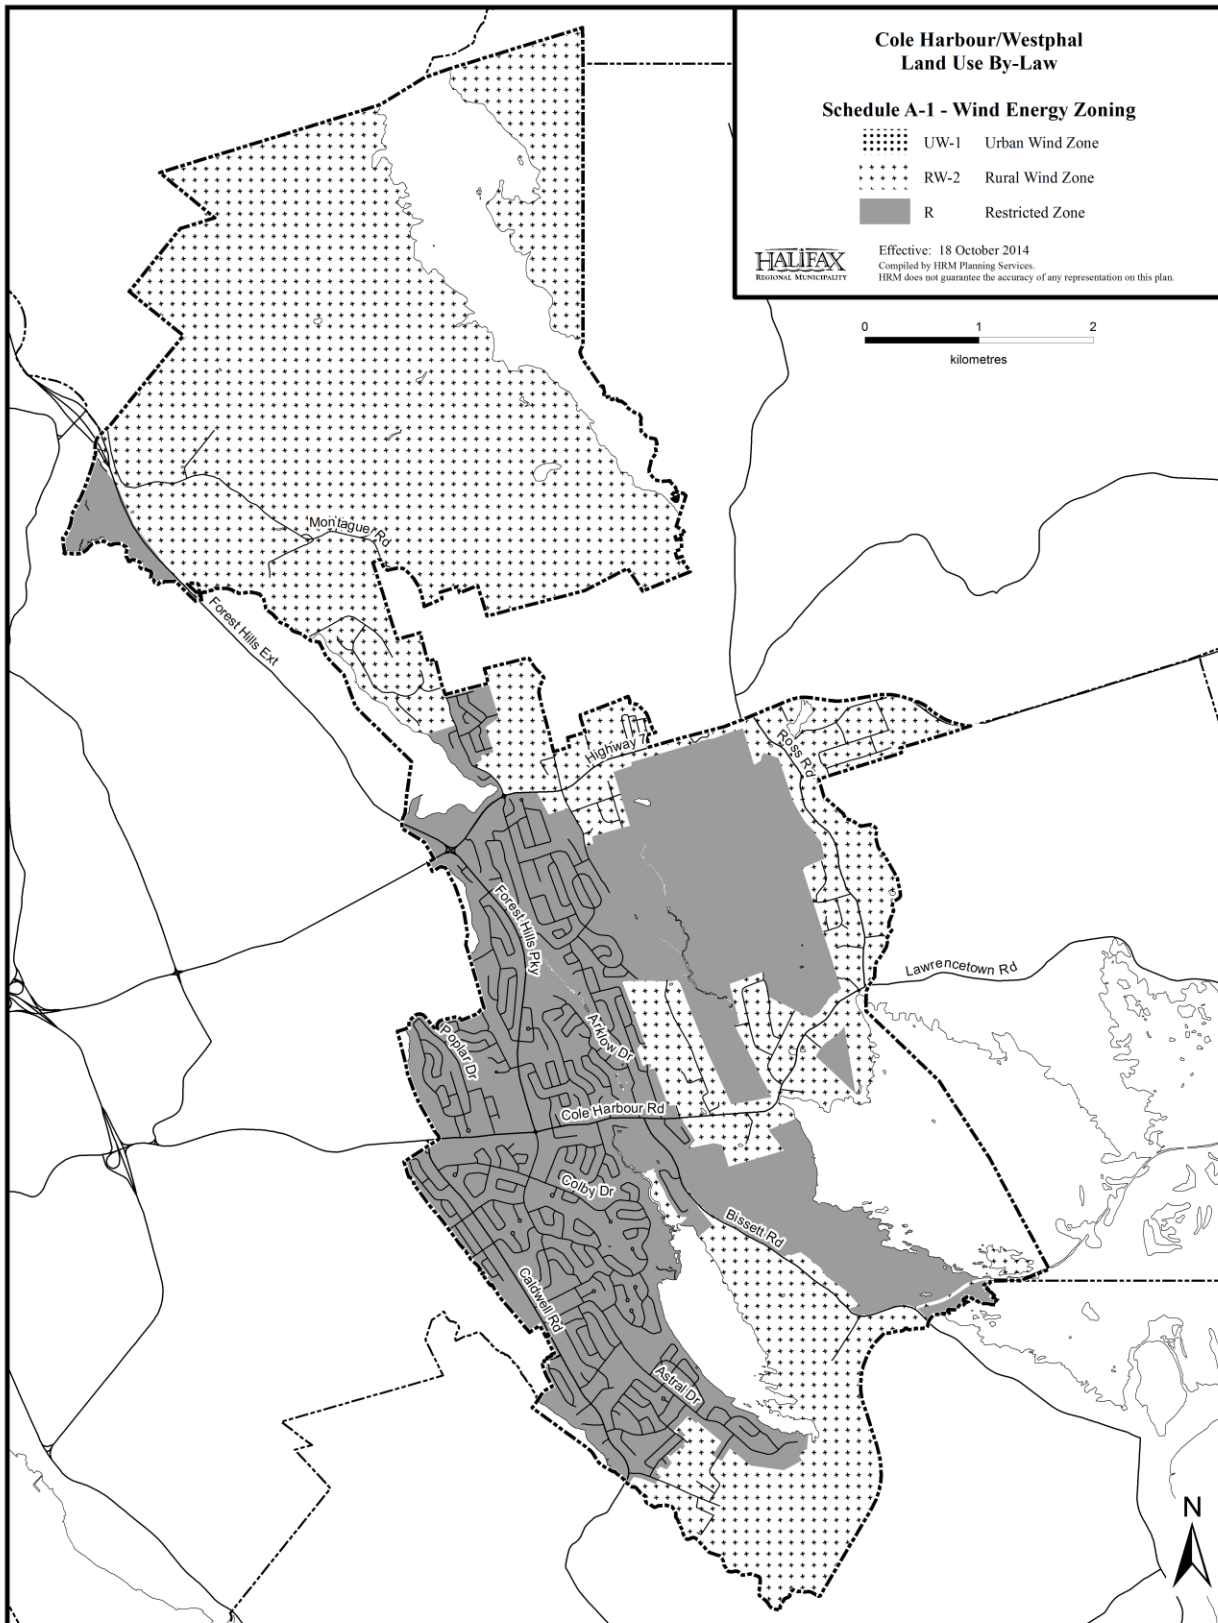 Cole Harbour/Westphal
Land Use By-Law
Schedule A-1 - Wind Energy Zoning
UW-1 Urban Wind Zone
RW-2 Rural Wind Zone
R Restricted Zone
HALIFAX
REGIONAL MUNICIPALITY
Effective: 18 October 2014
Compiled by HRM Planning Services.
HRM does not guarantee the accuracy of any representation on this plan.
0 1 2
kilometres
Montague Rd
Forest Hills Ext
Highway 7
Ross Rd
Forest Hills Pky
Lawrencetown Rd
Poplar Dr
Arklow Dr
Cole Harbour Rd
Colby Dr
Bissett Rd
Caldwell Rd
Astral Dr
N